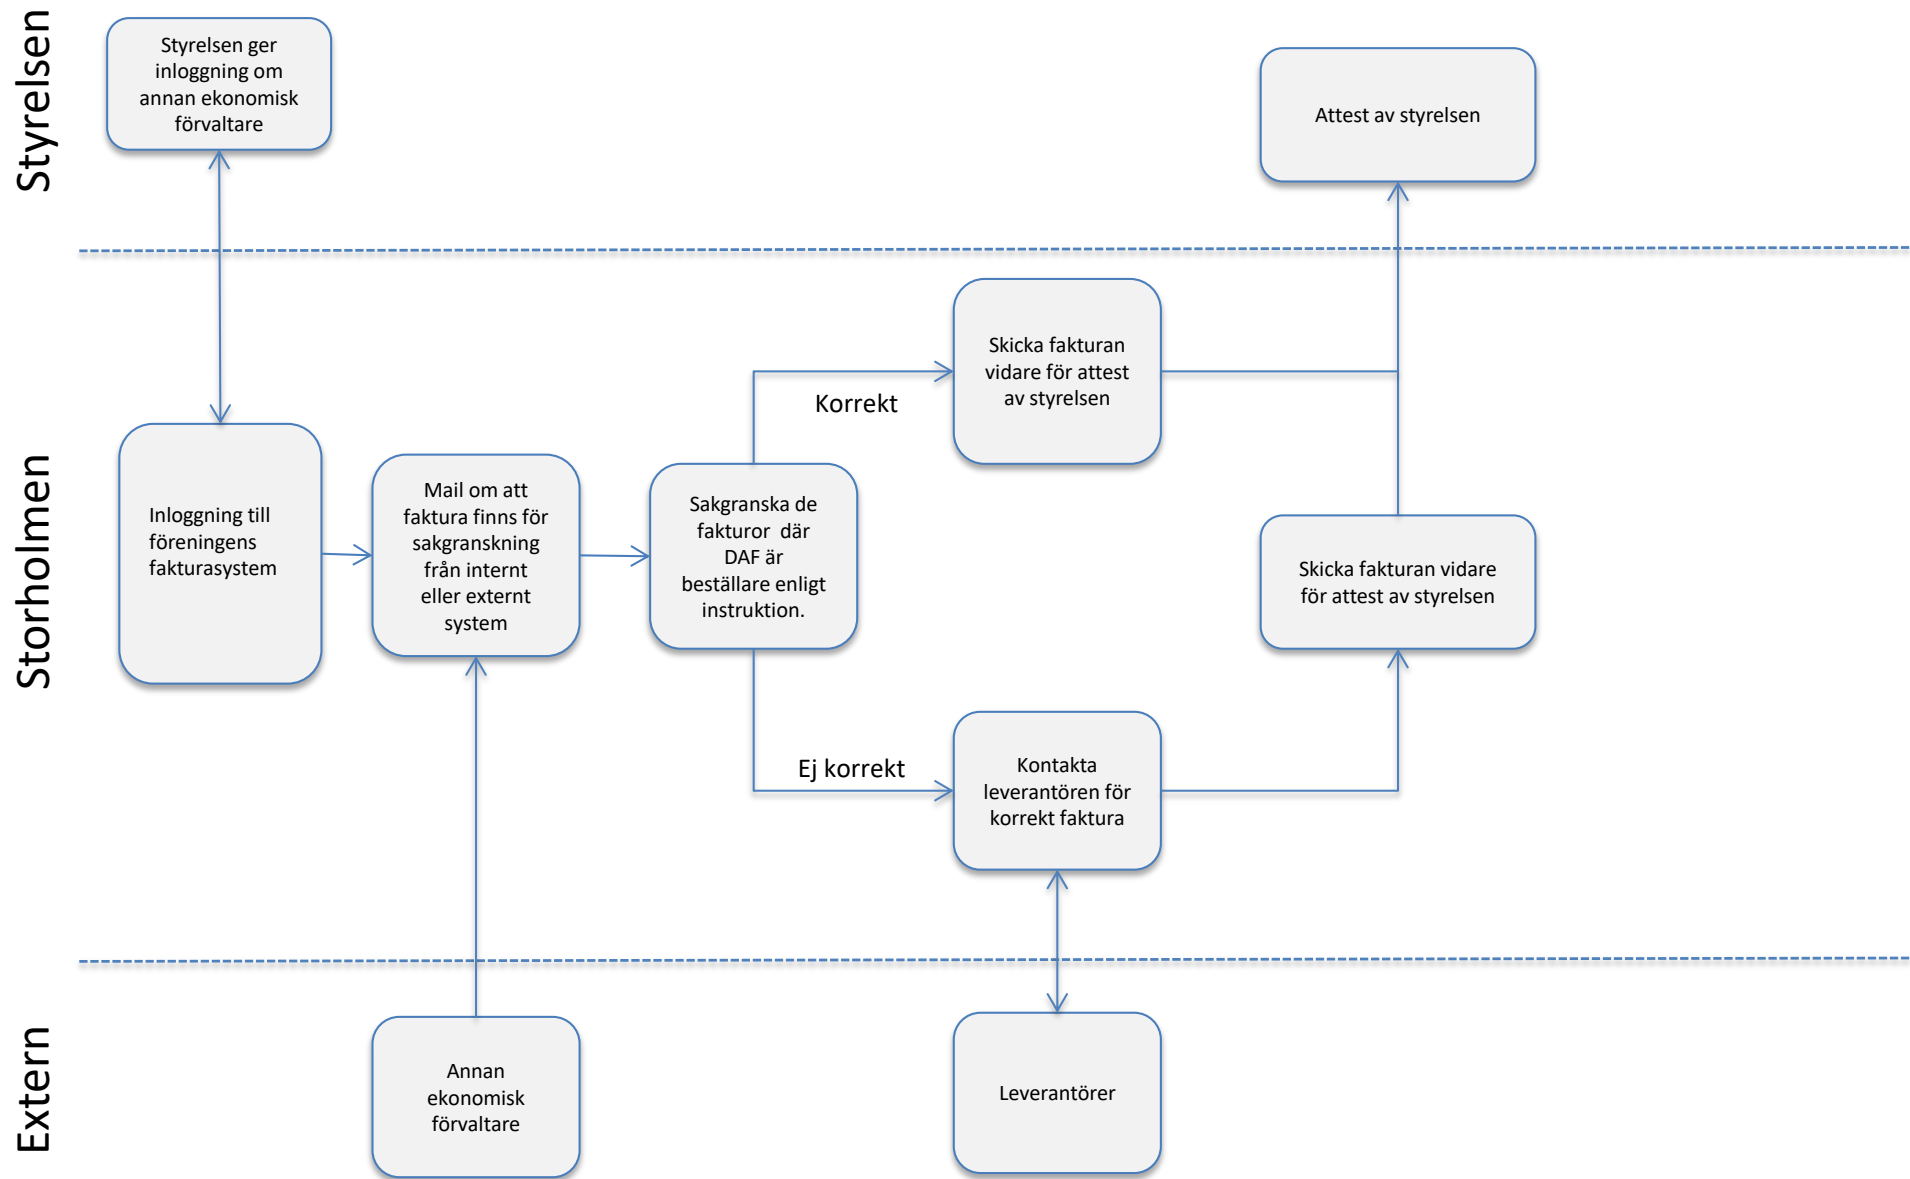 Styrelsen
Styrelsen ger
inloggning om
annan ekonomisk
förvaltare
Attest av styrelsen
Storholmen
Inloggning till
föreningens
fakturasystem
Mail om att
faktura finns för
sakgranskning
från internt
eller externt
system
Sakgranska de
fakturor där
DAF är
beställare enligt
instruktion.
Korrekt
Skicka fakturan
vidare för attest
av styrelsen
Ej korrekt
Kontakta
leverantören för
korrekt faktura
Skicka fakturan vidare
för attest av styrelsen
Extern
Annan
ekonomisk
förvaltare
Leverantörer